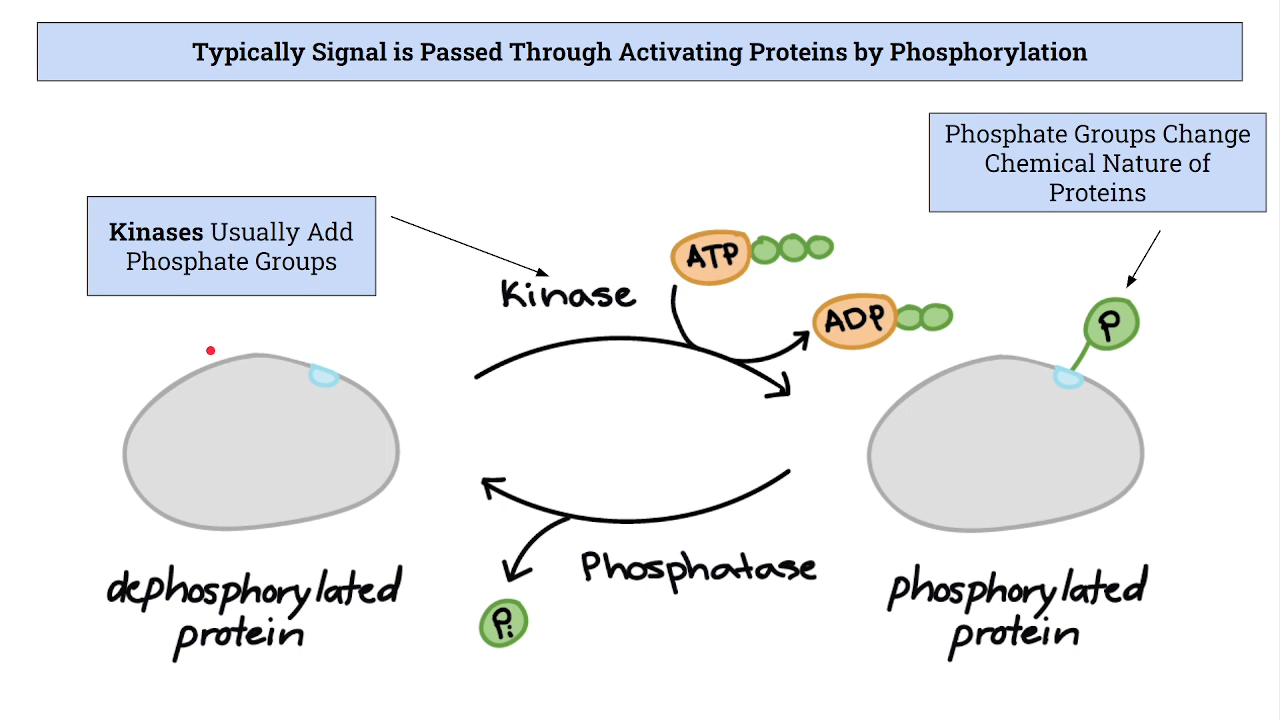 Typically Signal is Passed Through Activating Proteins by Phosphorylation
Phosphate Groups Change
Chemical Nature of
Proteins
Kinases Usually Add
Phosphate Groups
ATP
Kinase
ADP
P
Phosphatase
dephosphorylated
protein
Pi
phosphorylated
protein